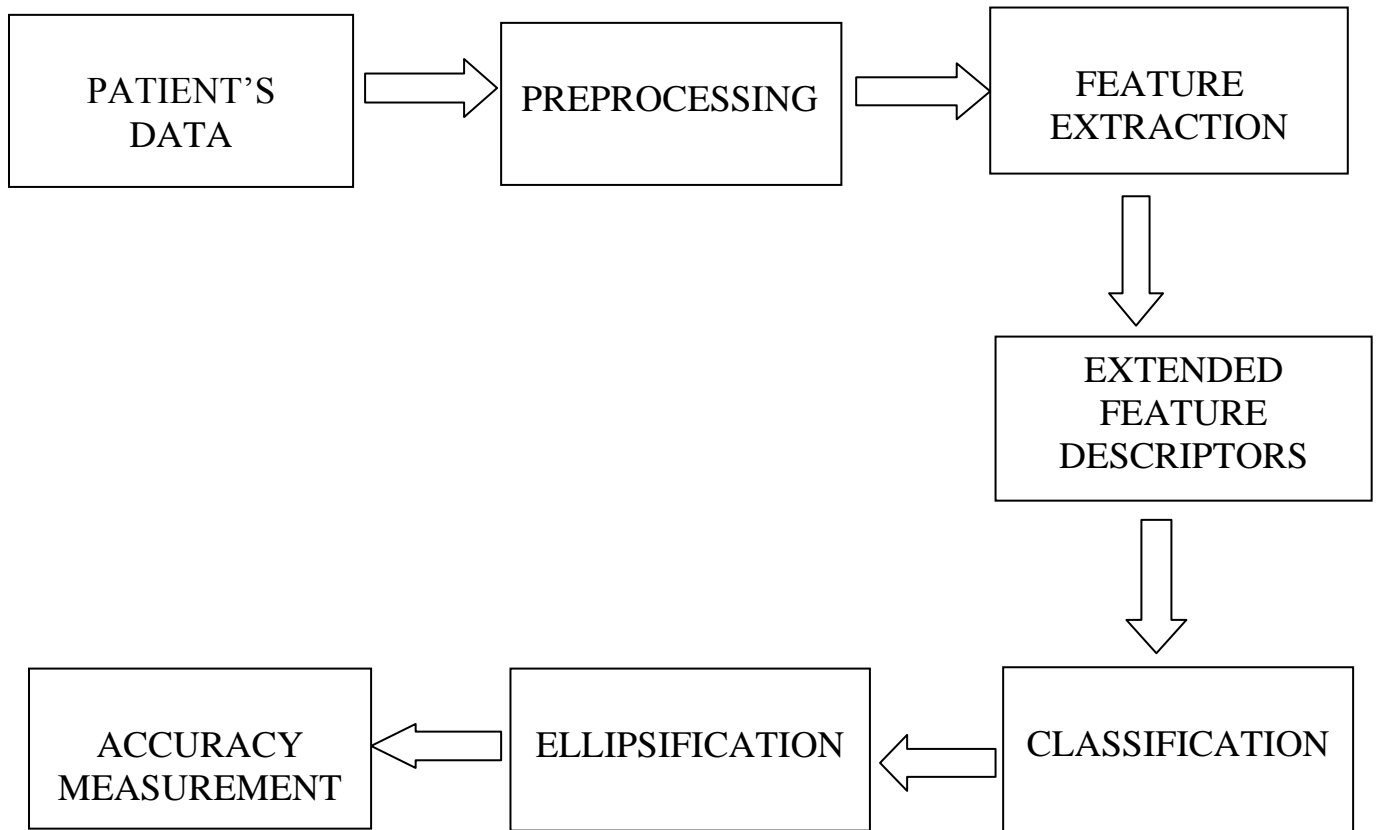 PATIENT’S
DATA
PREPROCESSING
FEATURE
EXTRACTION
EXTENDED
FEATURE
DESCRIPTORS
CLASSIFICATION
ELLIPSIFICATION
ACCURACY
MEASUREMENT